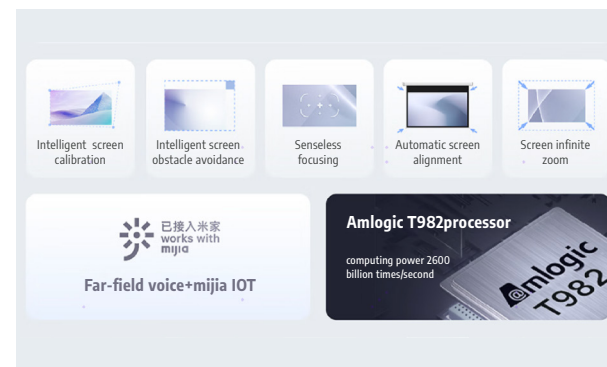 Intelligent screen
calibration
Intelligent screen
obstacle avoidance
Senseless
focusing
Automatic screen
alignment
Screen infinite
zoom
已接入米家
works with
mijia
Far-field voice+mijia IOT
Amlogic T982processor
computing power 2600
billion times/second
Amlogic
T982